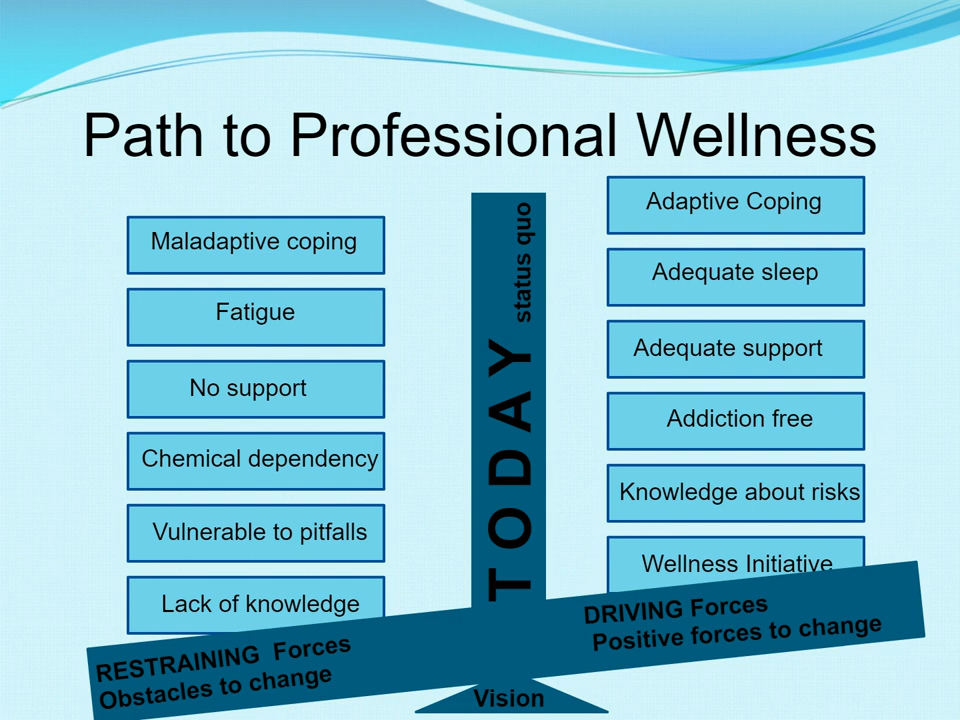 Path to Professional Wellness
Maladaptive coping
Fatigue
No support
Chemical dependency
Vulnerable to pitfalls
Lack of knowledge
TODAY status quo
Adaptive Coping
Adequate sleep
Adequate support
Addiction free
Knowledge about risks
Wellness Initiative
RESTRAINING Forces
Obstacles to change
DRIVING Forces
Positive forces to change
Vision